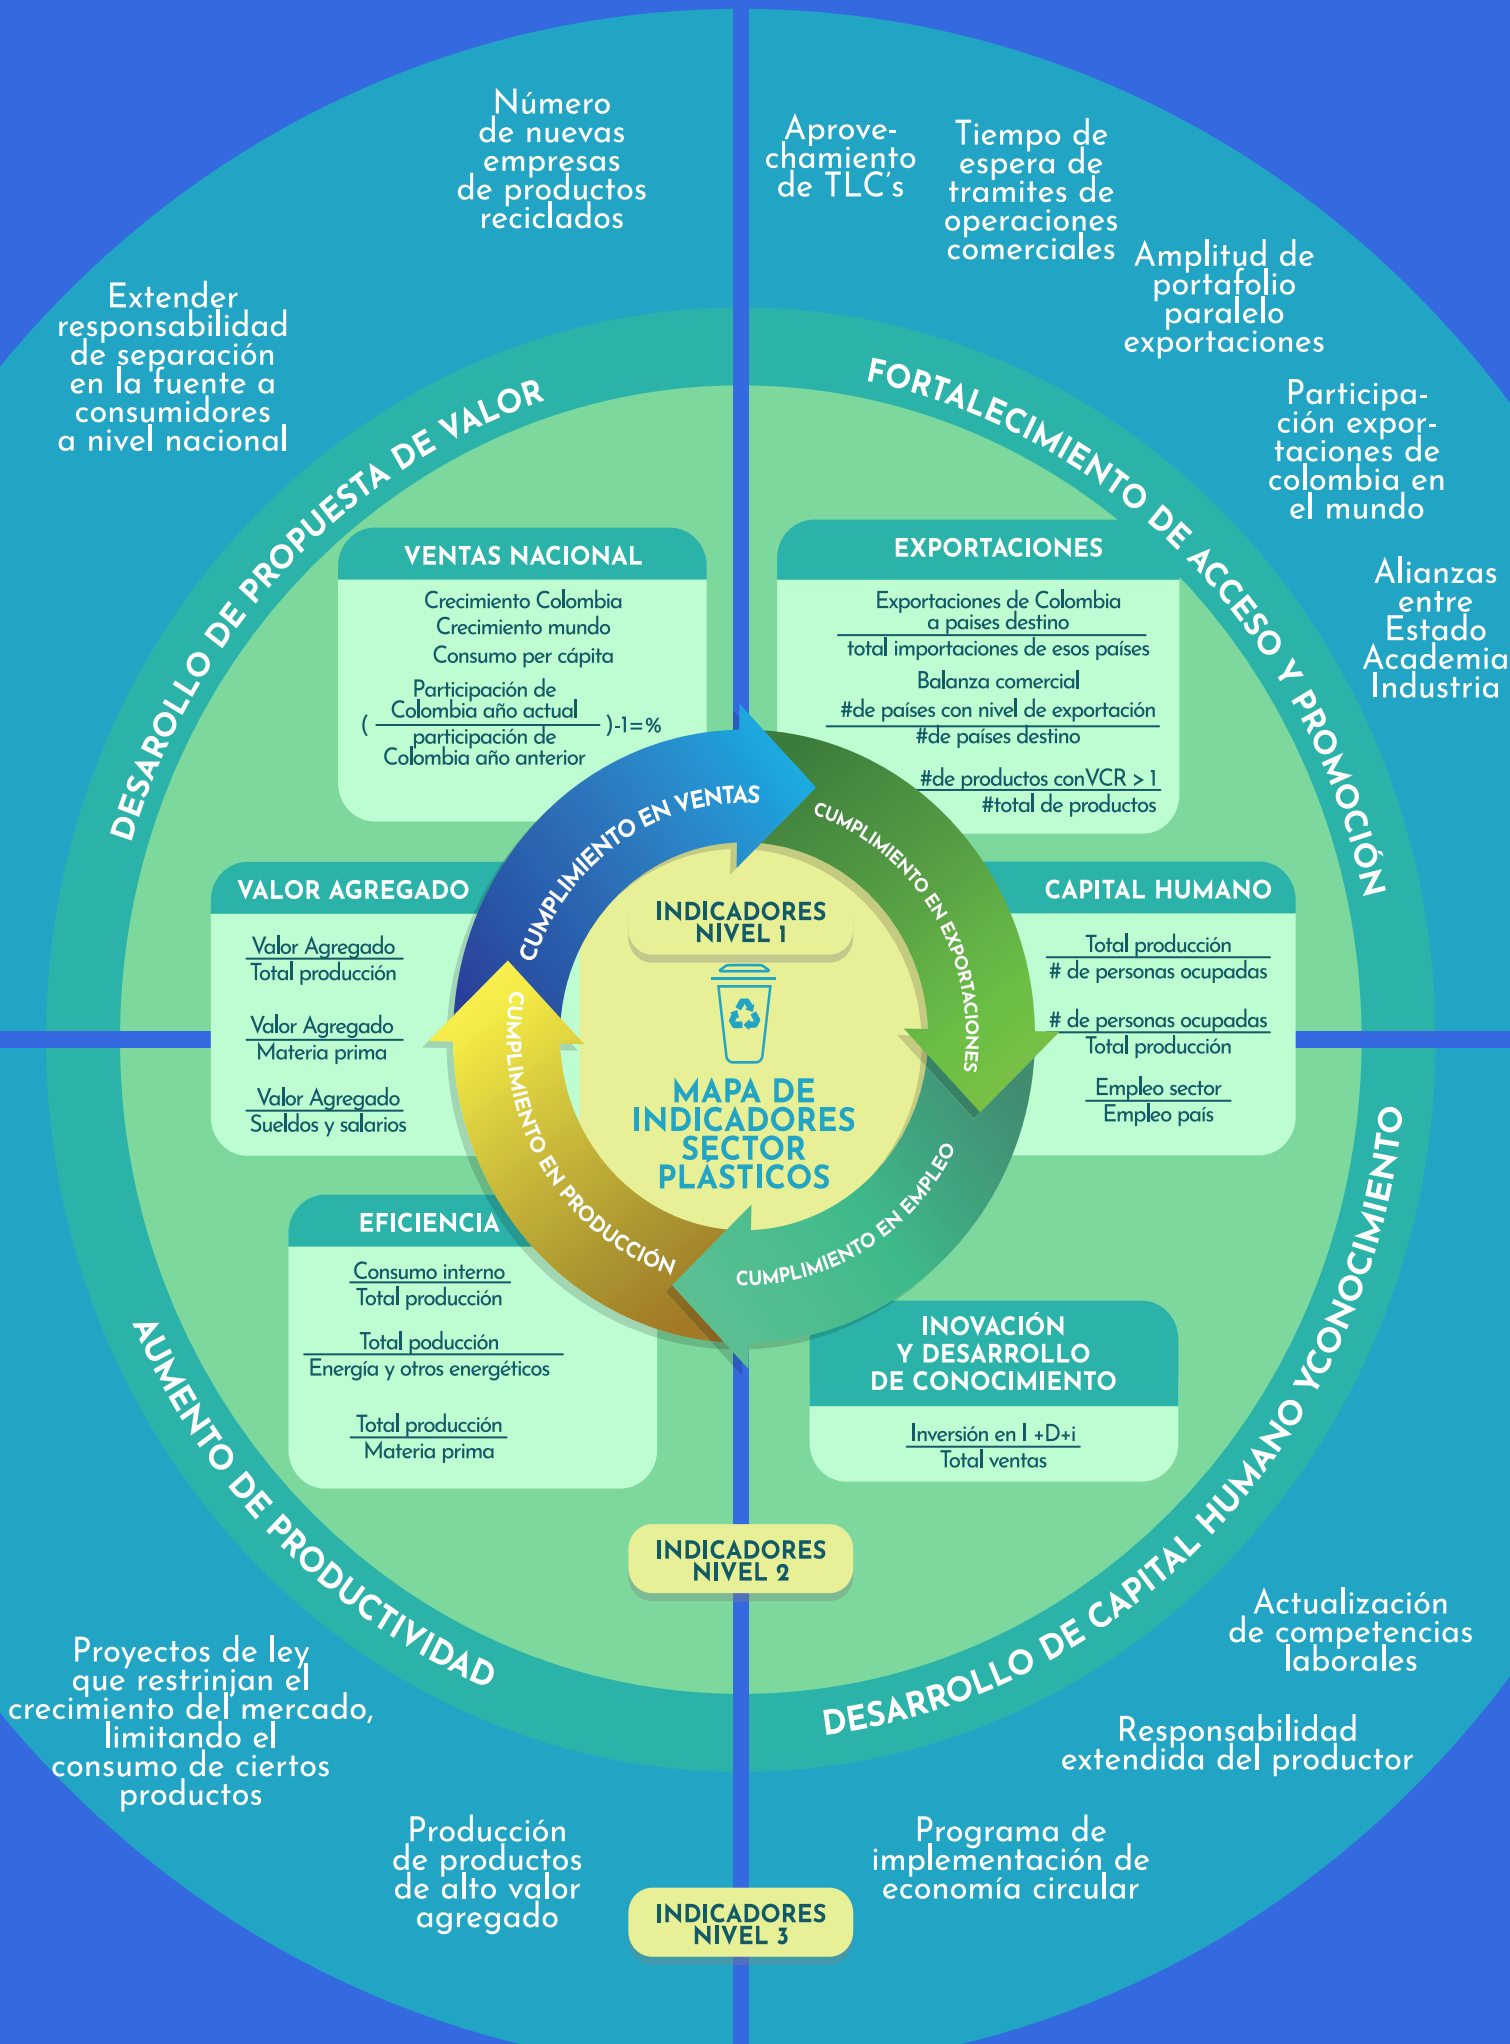 Número
de nuevas
empresas
de productos
reciclados
Extender
responsabilidad
de separación
en la fuente a
consumidores
a nivel nacional
Aprove-
chamiento
de TLC's
Tiempo de
espera de
tramites de
operaciones
comerciales
Amplitud de
portafolio
paralelo
exportaciones
Participa-
ción expor-
taciones de
colombia en
el mundo
Alianzas
entre
Estado
Academia
Industria
DESAROLLO DE PROPUESTA DE VALOR
FORTALECIMIENTO DE ACCESO Y PROMOCIÓN
VENTAS NACIONAL
Crecimiento Colombia
Crecimiento mundo
Consumo per cápita
Participación de
Colombia año actual
( )-1=%
participación de
Colombia año anterior
EXPORTACIONES
Exportaciones de Colombia
a paises destino
total importaciones de esos países
Balanza comercial
#de países con nivel de exportación
#de países destino
#de productos conVCR > 1
#total de productos
VALOR AGREGADO
Valor Agregado
Total producción
Valor Agregado
Materia prima
Valor Agregado
Sueldos y salarios
CUMPLIMIENTO EN VENTAS
CUMPLIMIENTO EN EXPORTACIONES
CUMPLIMIENTO EN EMPLEO
CUMPLIMIENTO EN PRODUCCIÓN
INDICADORES
NIVEL 1
MAPA DE
INDICADORES
SECTOR
PLÁSTICOS
CAPITAL HUMANO
Total producción
# de personas ocupadas
# de personas ocupadas
Total producción
Empleo sector
Empleo país
EFICIENCIA
Consumo interno
Total producción
Total poducción
Energía y otros energéticos
Total producción
Materia prima
INOVACIÓN
Y DESARROLLO
DE CONOCIMIENTO
Inversión en I +D+i
Total ventas
AUMENTO DE PRODUCTIVIDAD
DESARROLLO DE CAPITAL HUMANO YCONOCIMIENTO
INDICADORES
NIVEL 2
Proyectos de ley
que restrinjan el
crecimiento del mercado,
limitando el
consumo de ciertos
productos
Producción
de productos
de alto valor
agregado
Actualización
de competencias
laborales
Responsabilidad
extendida del productor
Programa de
implementación de
economía circular
INDICADORES
NIVEL 3